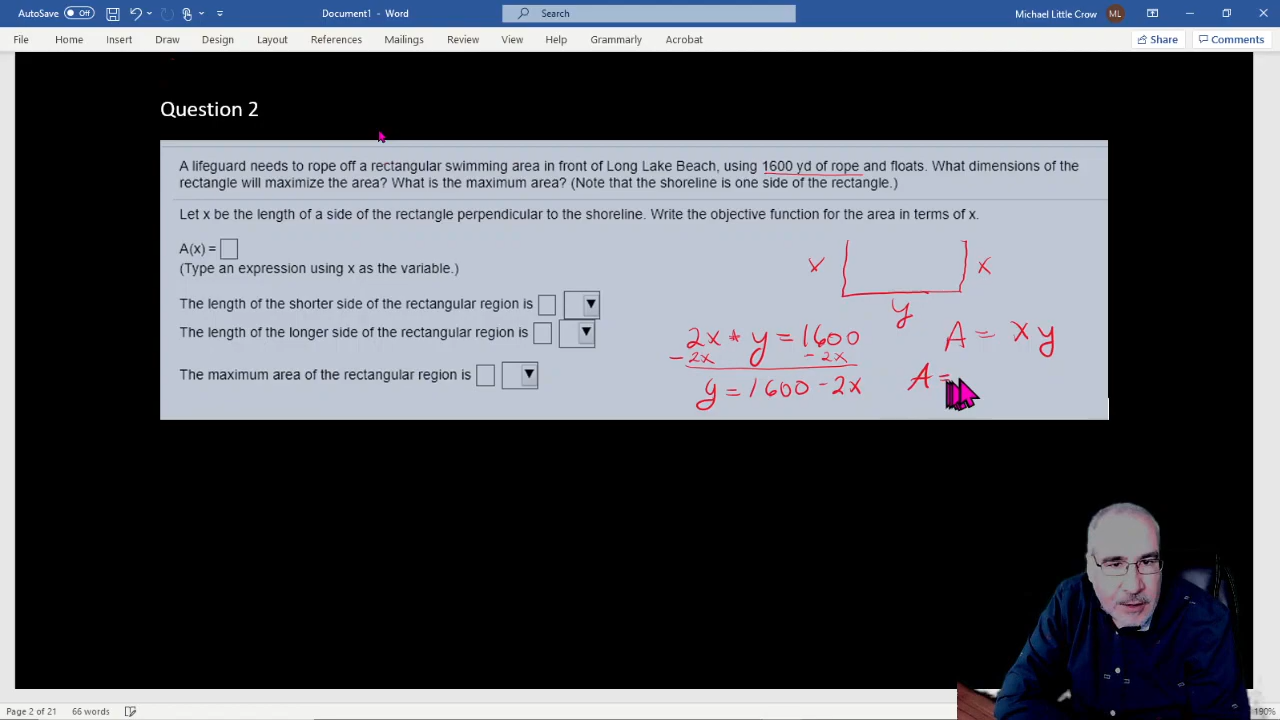 AutoSave Off Document1 - Word Search Michael Little Crow ML
File Home Insert Draw Design Layout References Mailings Review View Help Grammarly Acrobat Share Comments
Question 2
A lifeguard needs to rope off a rectangular swimming area in front of Long Lake Beach, using 1600 yd of rope and floats. What dimensions of the
rectangle will maximize the area? What is the maximum area? (Note that the shoreline is one side of the rectangle.)
Let x be the length of a side of the rectangle perpendicular to the shoreline. Write the objective function for the area in terms of x.
A(x) =
(Type an expression using x as the variable.)
The length of the shorter side of the rectangular region is
The length of the longer side of the rectangular region is
The maximum area of the rectangular region is
x x
y
2x + y = 1600
- 2x - 2x
y = 1600 - 2x
A = x y
A =
Page 2 of 21 66 words 190%